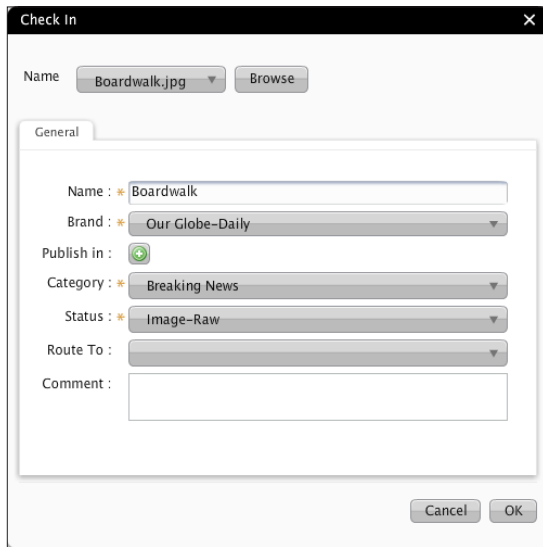 Check In
Name Boardwalk.jpg Browse
General
Name : * Boardwalk
Brand : * Our Globe-Daily
Publish in :
Category : * Breaking News
Status : * Image-Raw
Route To :
Comment :
Cancel OK